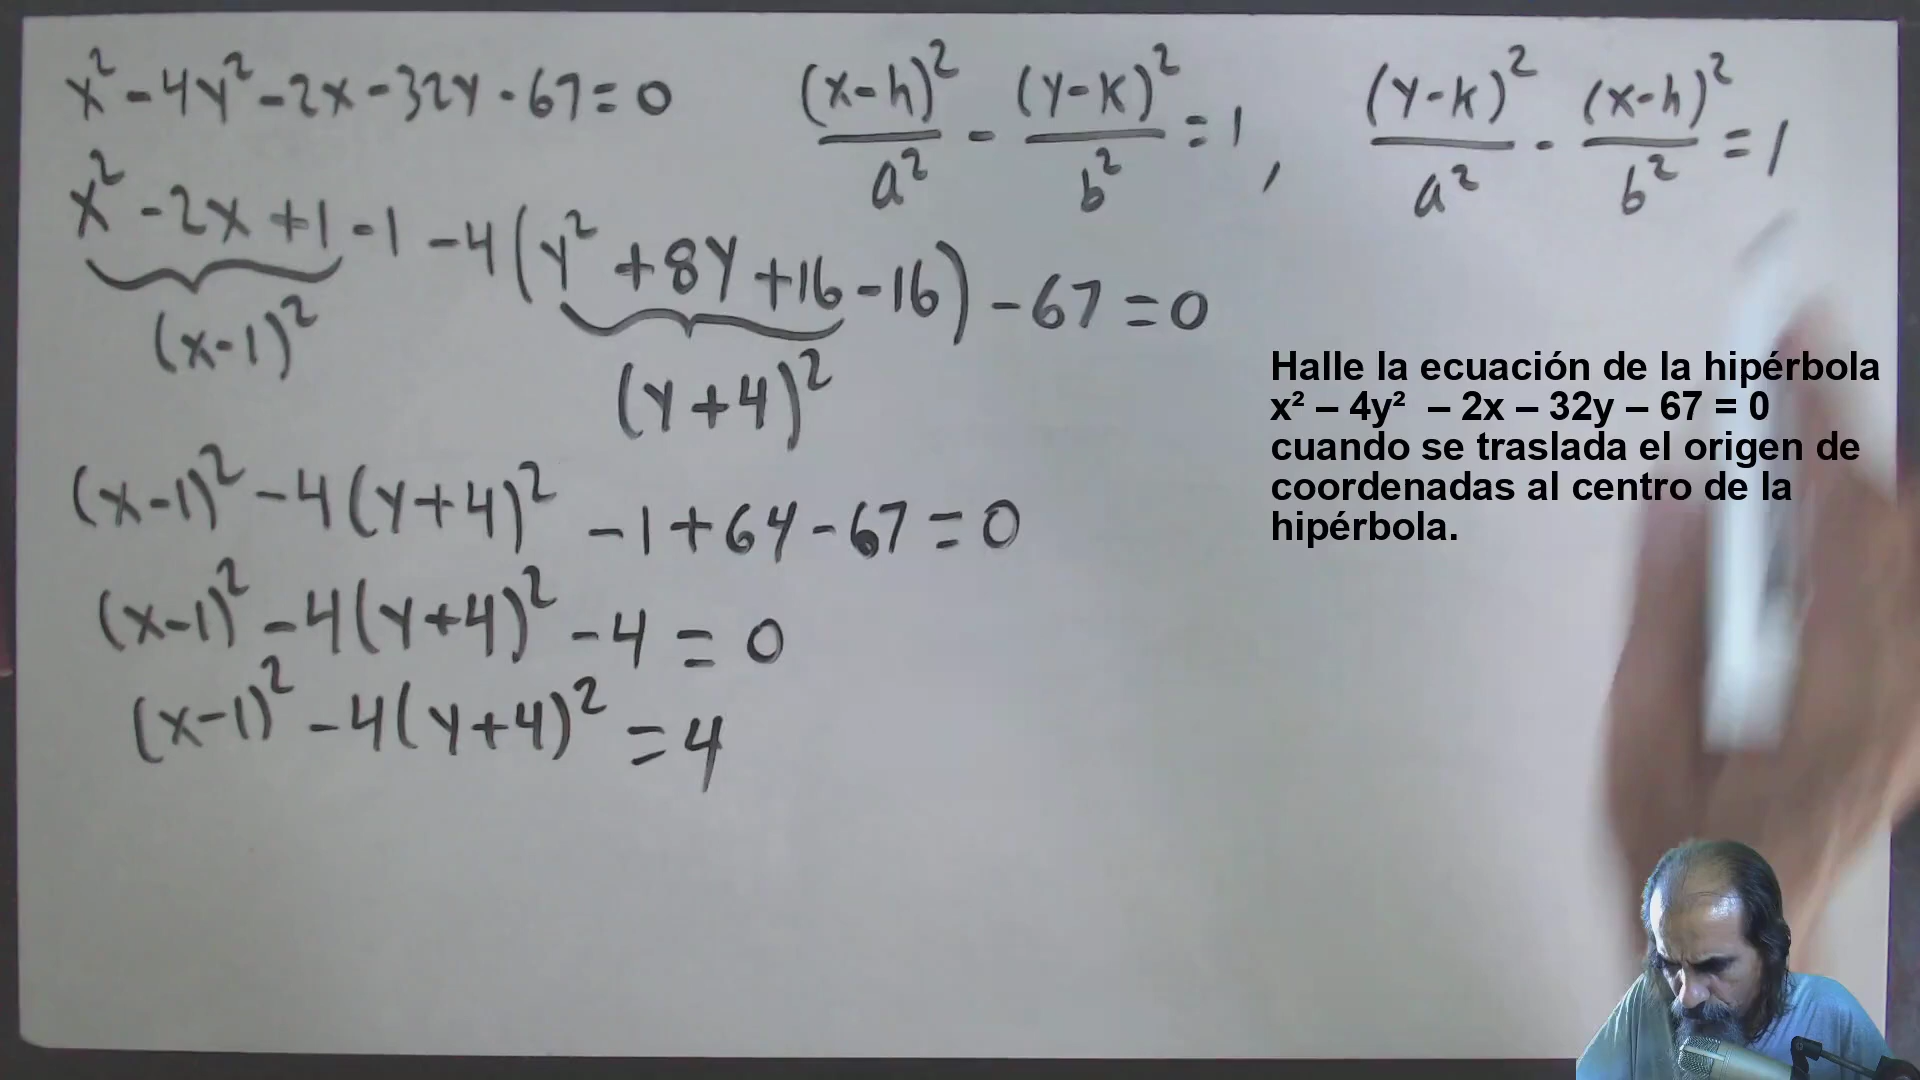 x² - 4y² - 2x - 32y - 67 = 0
(x-h)²/a² - (y-k)²/b² = 1, (y-k)²/a² - (x-h)²/b² = 1
x² - 2x + 1 - 1 - 4(y² + 8y + 16 - 16) - 67 = 0
(x-1)²
(y+4)²
Halle la ecuación de la hipérbola
x² – 4y² – 2x – 32y – 67 = 0
cuando se traslada el origen de
coordenadas al centro de la
hipérbola.
(x-1)² - 4(y+4)² - 1 + 64 - 67 = 0
(x-1)² - 4(y+4)² - 4 = 0
(x-1)² - 4(y+4)² = 4